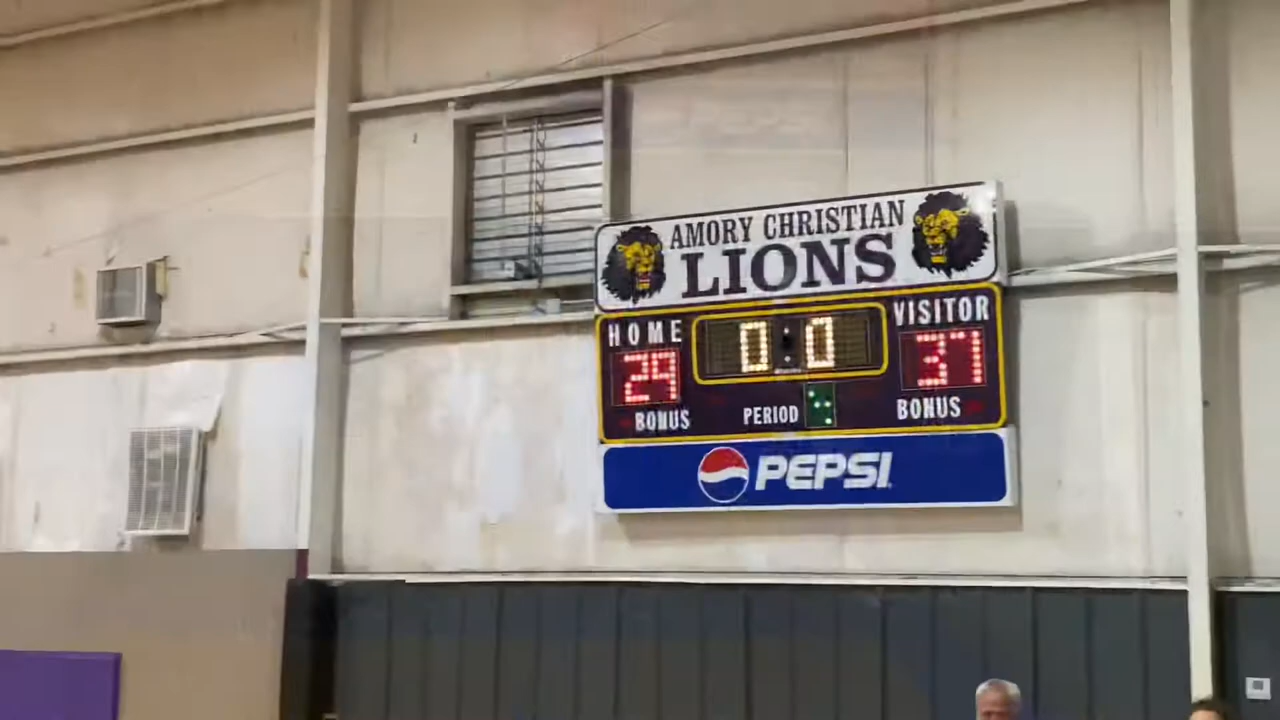 AMORY CHRISTIAN
LIONS
HOME
0:0
VISITOR
29
37
BONUS
PERIOD
BONUS
PEPSI